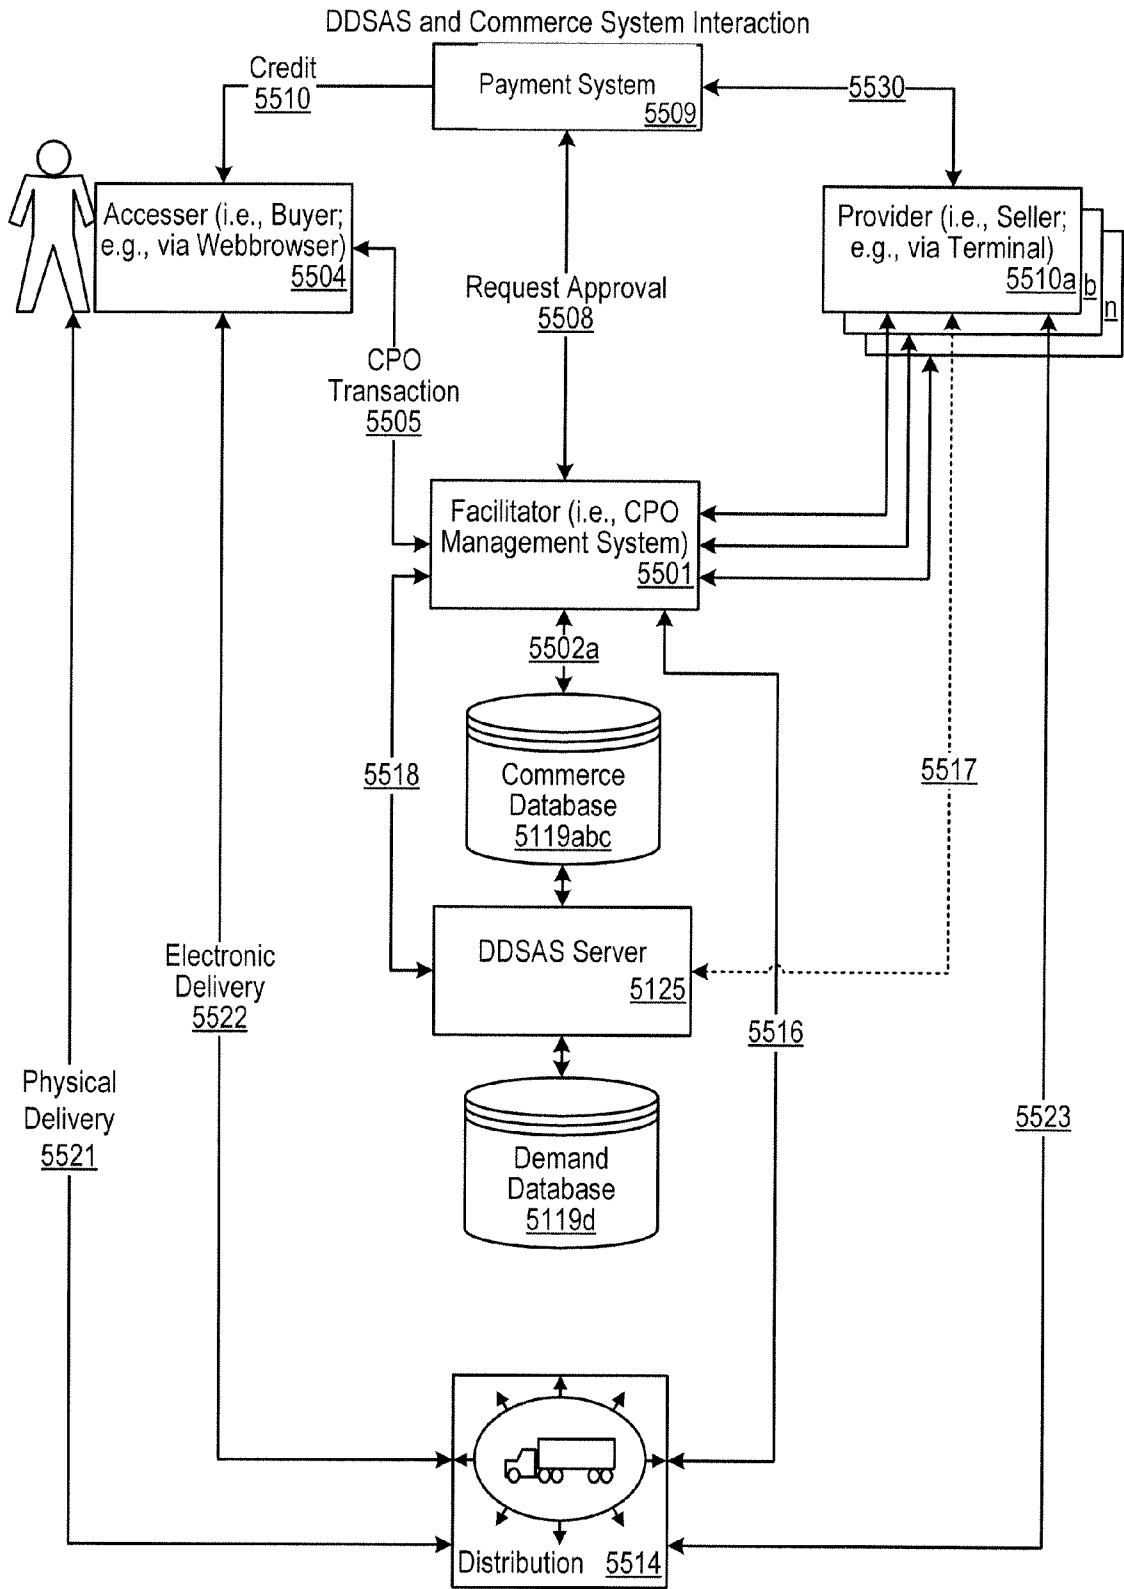 DDSAS and Commerce System Interaction
Credit
5510
Payment System
5509
5530
Accesser (i.e., Buyer;
e.g., via Webbrowser)
5504
Provider (i.e., Seller;
e.g., via Terminal)
5510a
b
n
Request Approval
5508
CPO
Transaction
5505
Facilitator (i.e., CPO
Management System)
5501
5502a
5518
Commerce
Database
5119abc
5517
DDSAS Server
5125
Electronic
Delivery
5522
5516
Physical
Delivery
5521
5523
Demand
Database
5119d
Distribution 5514